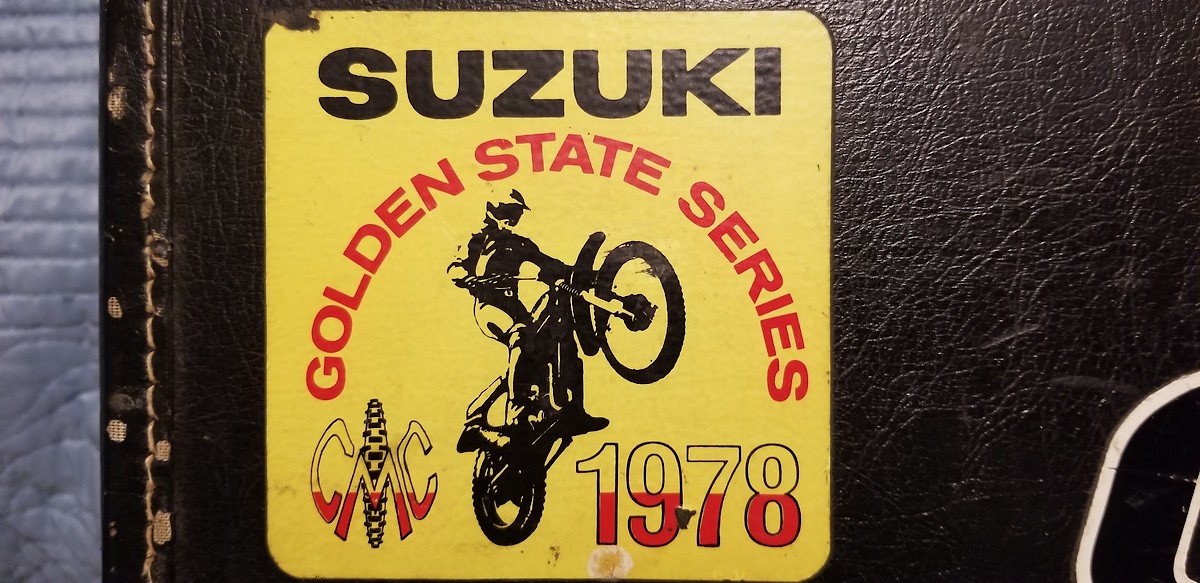 SUZUKI
GOLDEN STATE SERIES
CMC
1978